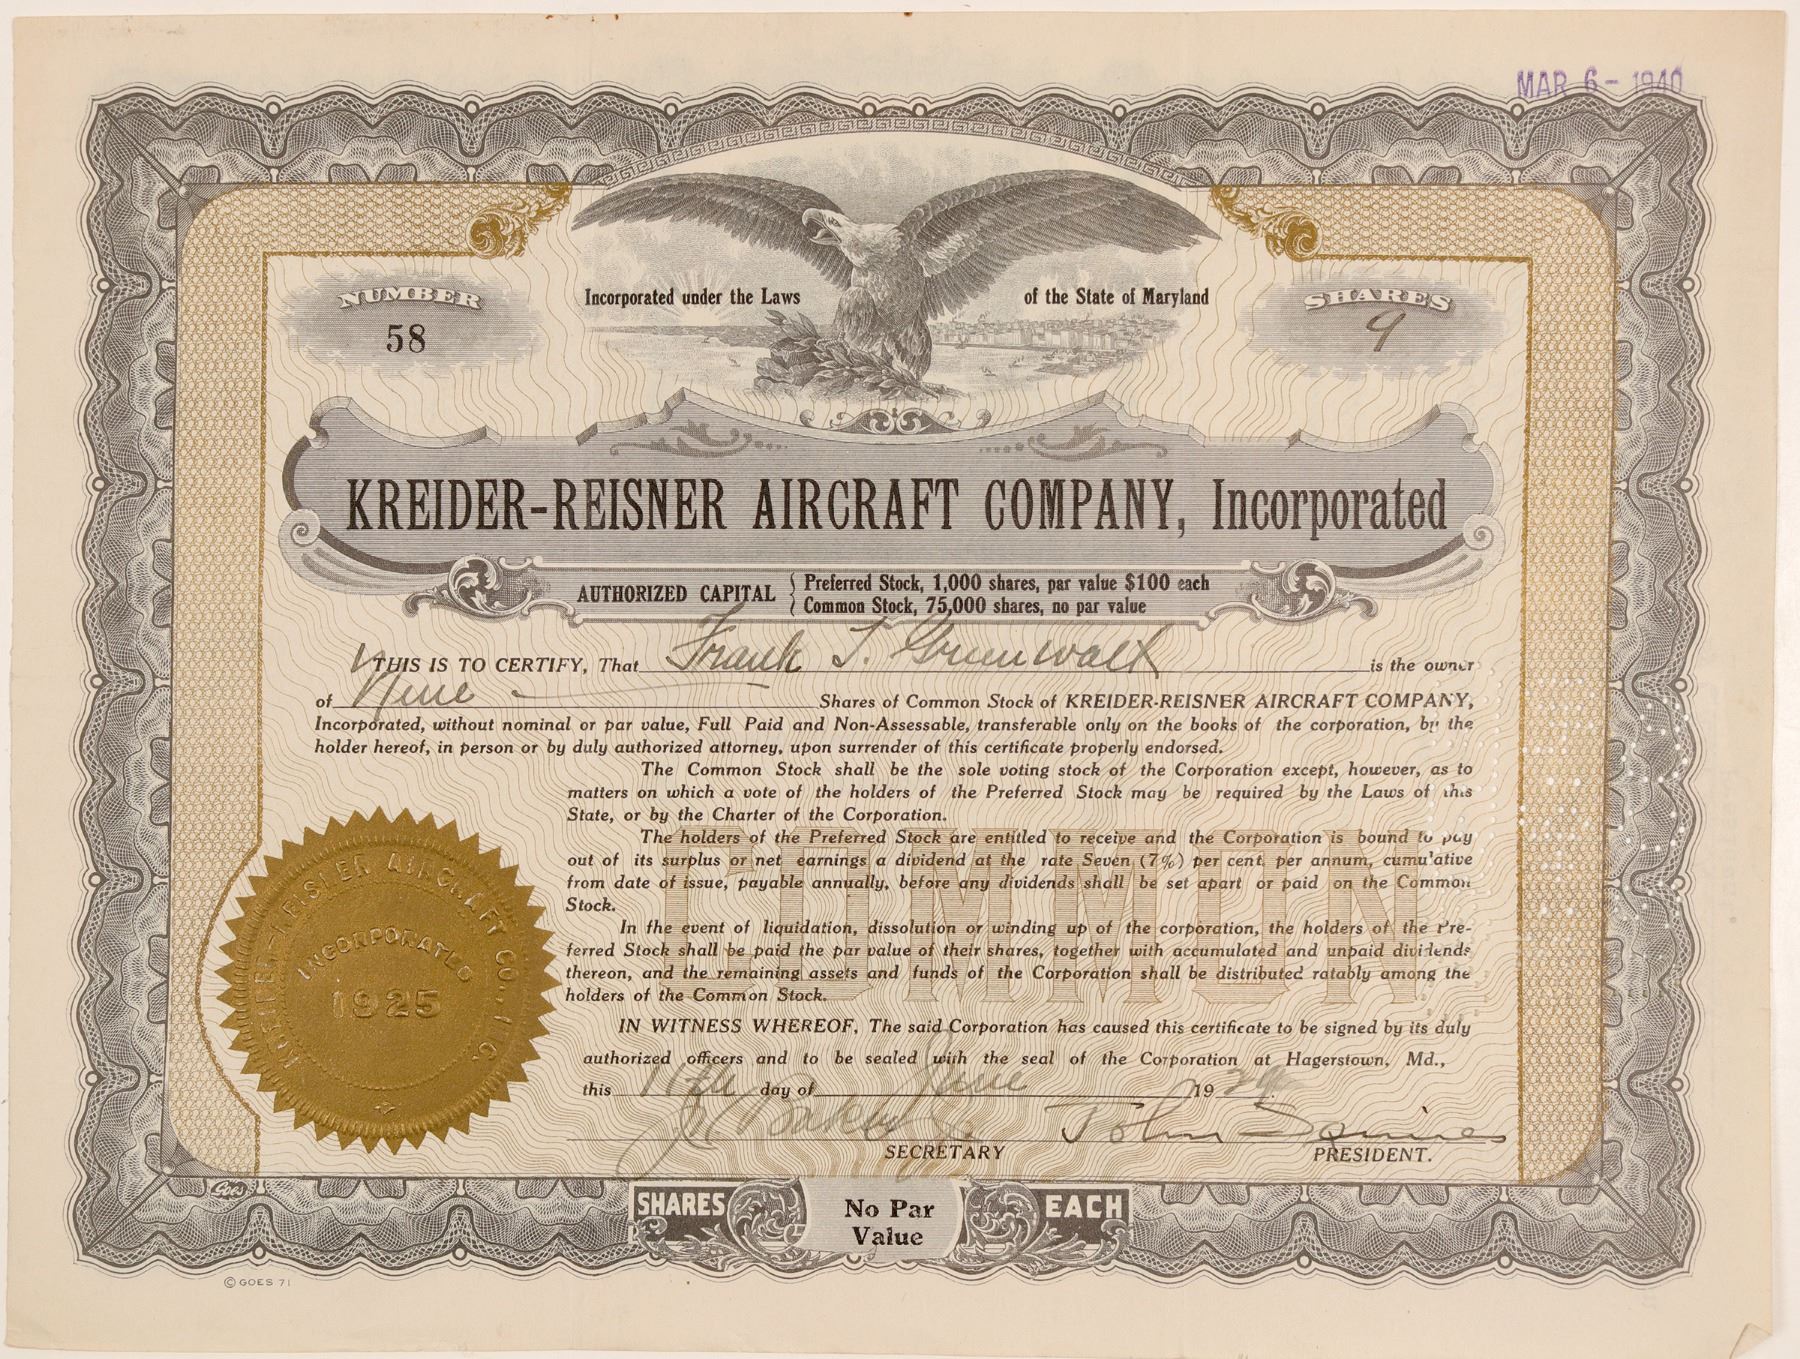 MAR 6 - 1940
NUMBER
58
Incorporated under the Laws of the State of Maryland
SHARES
9
KREIDER-REISNER AIRCRAFT COMPANY, Incorporated
AUTHORIZED CAPITAL { Preferred Stock, 1,000 shares, par value $100 each
Common Stock, 75,000 shares, no par value
THIS IS TO CERTIFY, That Frank T. Greenwalt is the owner
of Nine Shares of Common Stock of KREIDER-REISNER AIRCRAFT COMPANY,
Incorporated, without nominal or par value, Full Paid and Non-Assessable, transferable only on the books of the corporation, by the
holder hereof, in person or by duly authorized attorney, upon surrender of this certificate properly endorsed.
The Common Stock shall be the sole voting stock of the Corporation except, however, as to
matters on which a vote of the holders of the Preferred Stock may be required by the Laws of this
State, or by the Charter of the Corporation.
The holders of the Preferred Stock are entitled to receive and the Corporation is bound to pay
out of its surplus or net earnings a dividend at the rate Seven (7%) per cent. per annum, cumulative
from date of issue, payable annually, before any dividends shall be set apart or paid on the Common
Stock.
In the event of liquidation, dissolution or winding up of the corporation, the holders of the Pre-
ferred Stock shall be paid the par value of their shares, together with accumulated and unpaid dividends
thereon, and the remaining assets and funds of the Corporation shall be distributed ratably among the
holders of the Common Stock.
COMMON
IN WITNESS WHEREOF, The said Corporation has caused this certificate to be signed by its duly
authorized officers and to be sealed with the seal of the Corporation at Hagerstown, Md.,
this 11th day of June 1929.
John Squires
SECRETARY
PRESIDENT.
KREIDER-REISNER AIRCRAFT CO., INC.
INCORPORATED
1925
Goes
SHARES
No Par
Value
EACH
© GOES 71